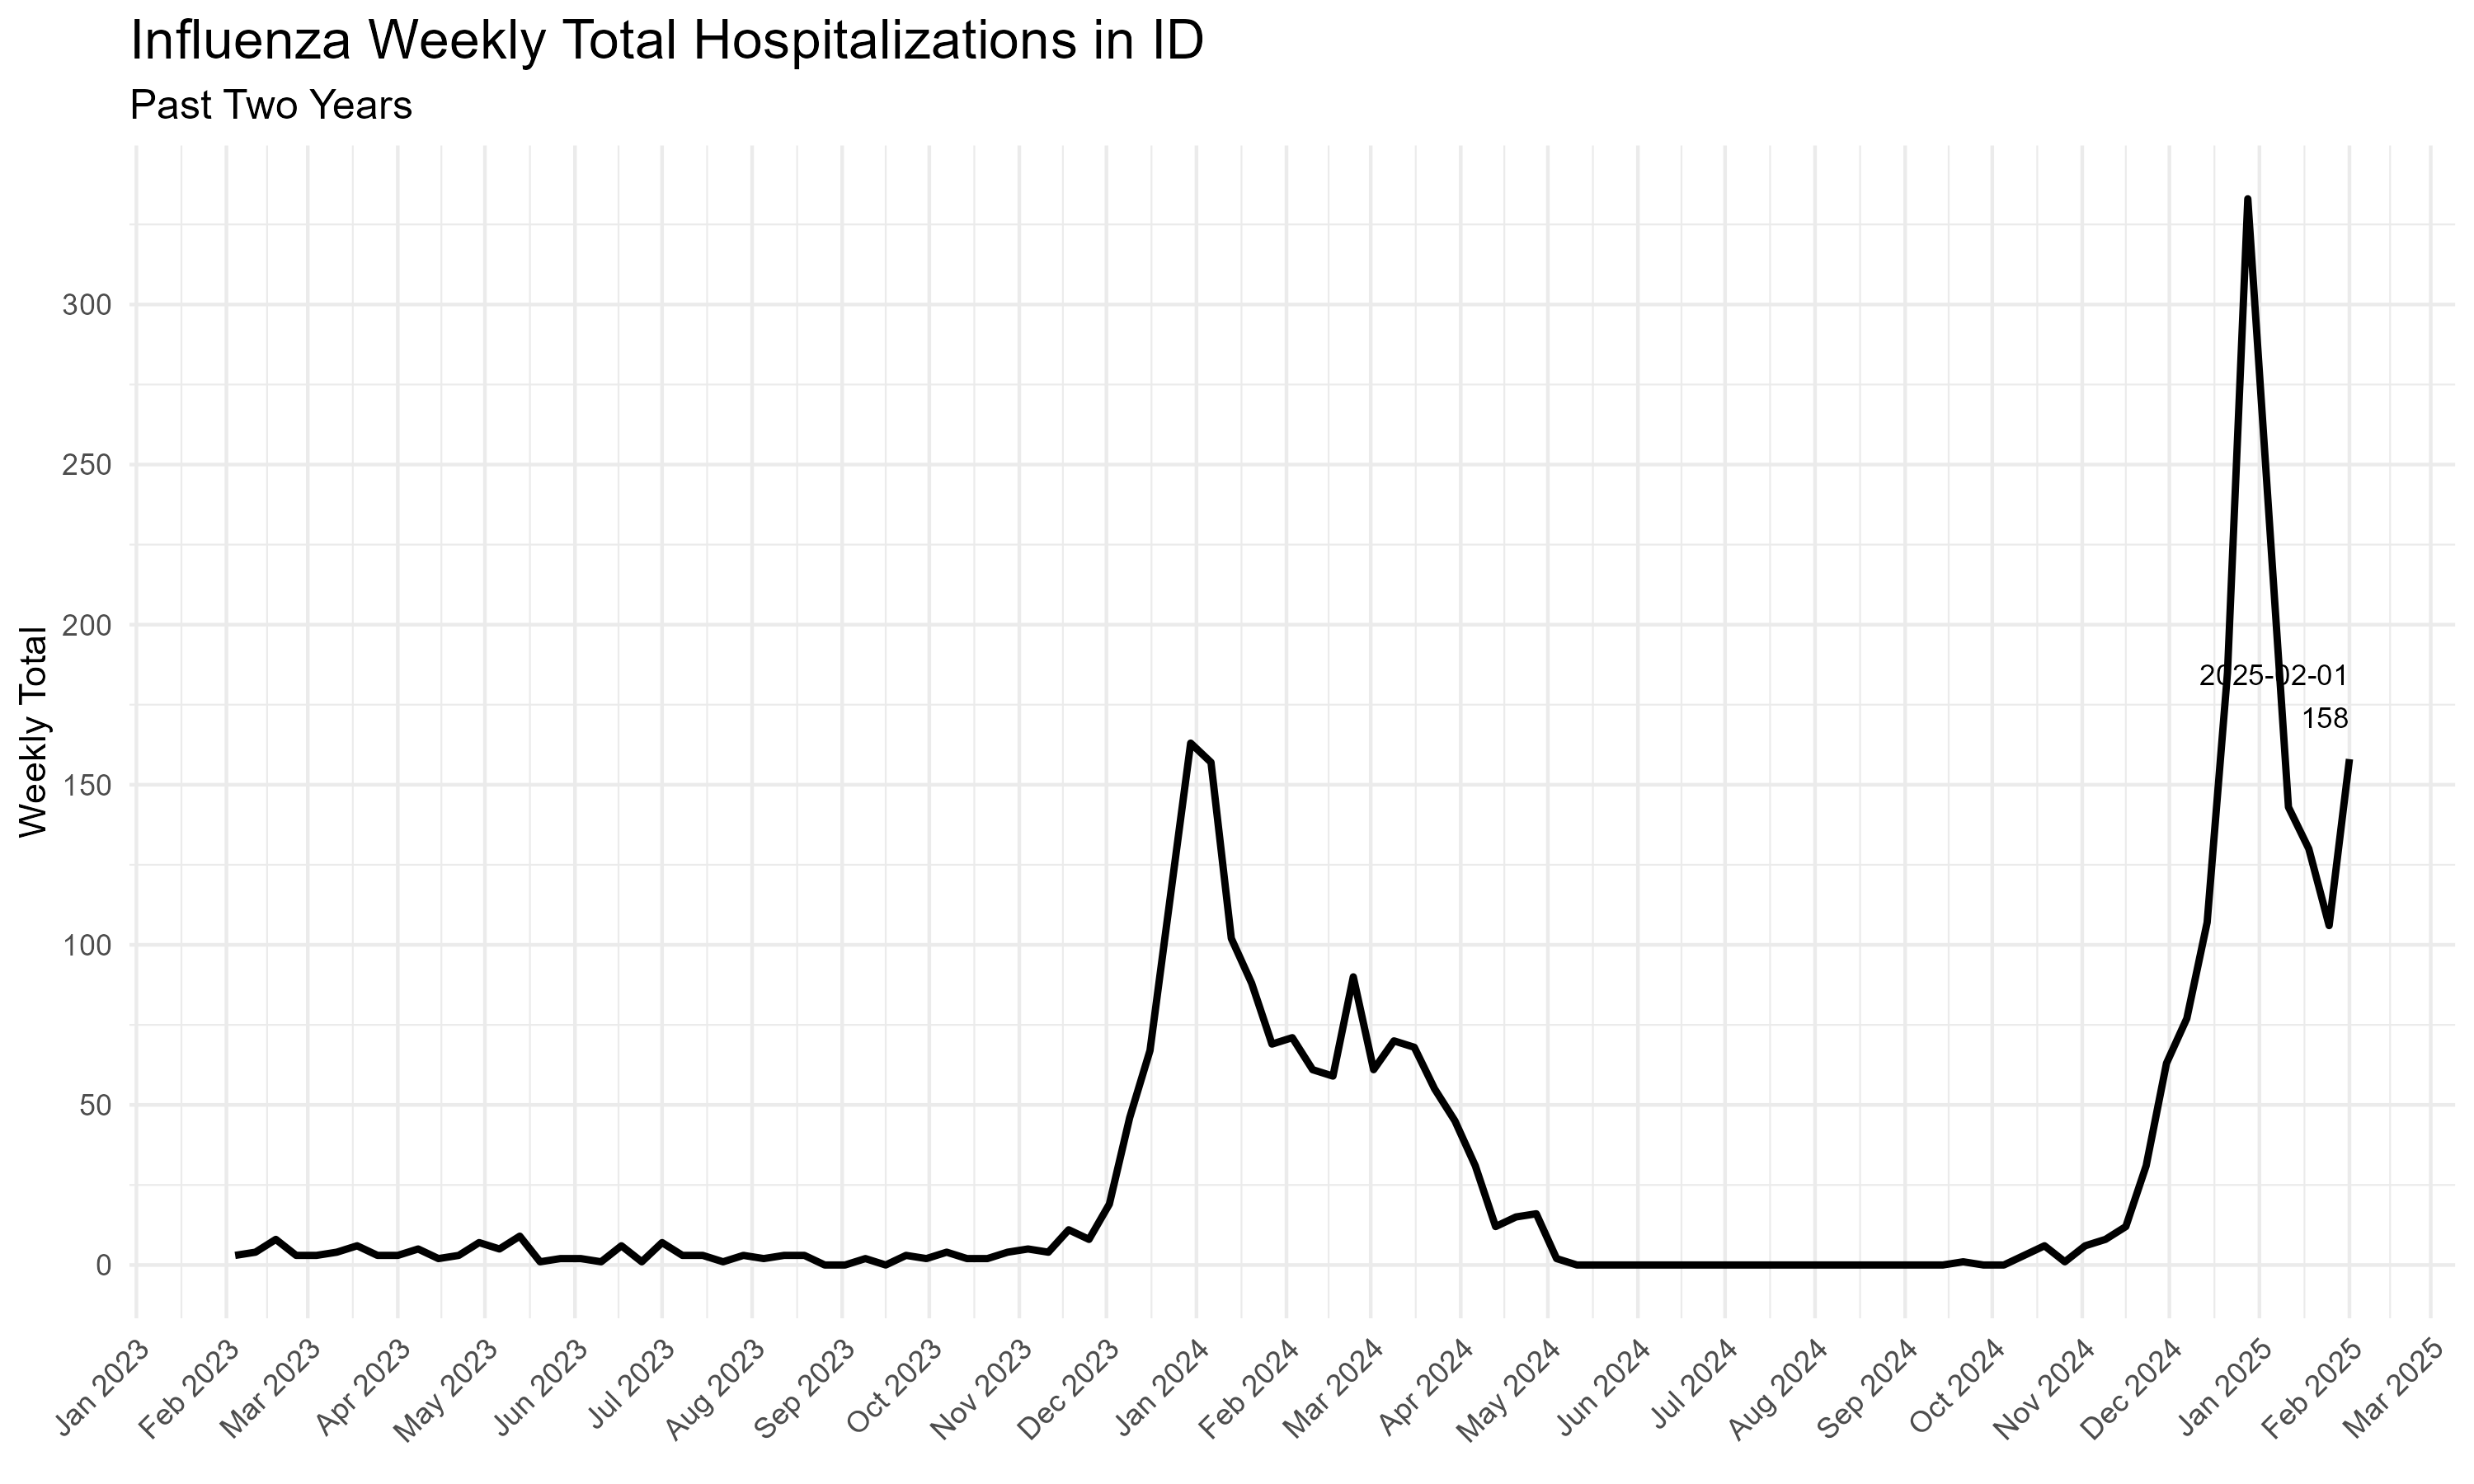 Influenza Weekly Total Hospitalizations in ID
Past Two Years
Weekly Total
300
250
200
150
100
50
0
2025-02-01
158
Jan 2023
Feb 2023
Mar 2023
Apr 2023
May 2023
Jun 2023
Jul 2023
Aug 2023
Sep 2023
Oct 2023
Nov 2023
Dec 2023
Jan 2024
Feb 2024
Mar 2024
Apr 2024
May 2024
Jun 2024
Jul 2024
Aug 2024
Sep 2024
Oct 2024
Nov 2024
Dec 2024
Jan 2025
Feb 2025
Mar 2025